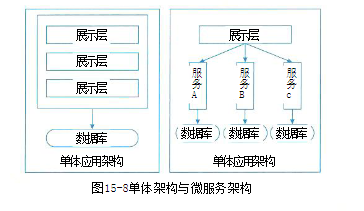 展示层
展示层
展示层
数据库
单体应用架构
展示层
服务A
服务B
服务c
数据库
数据库
数据库
单体应用架构
图15-8单体架构与微服务架构